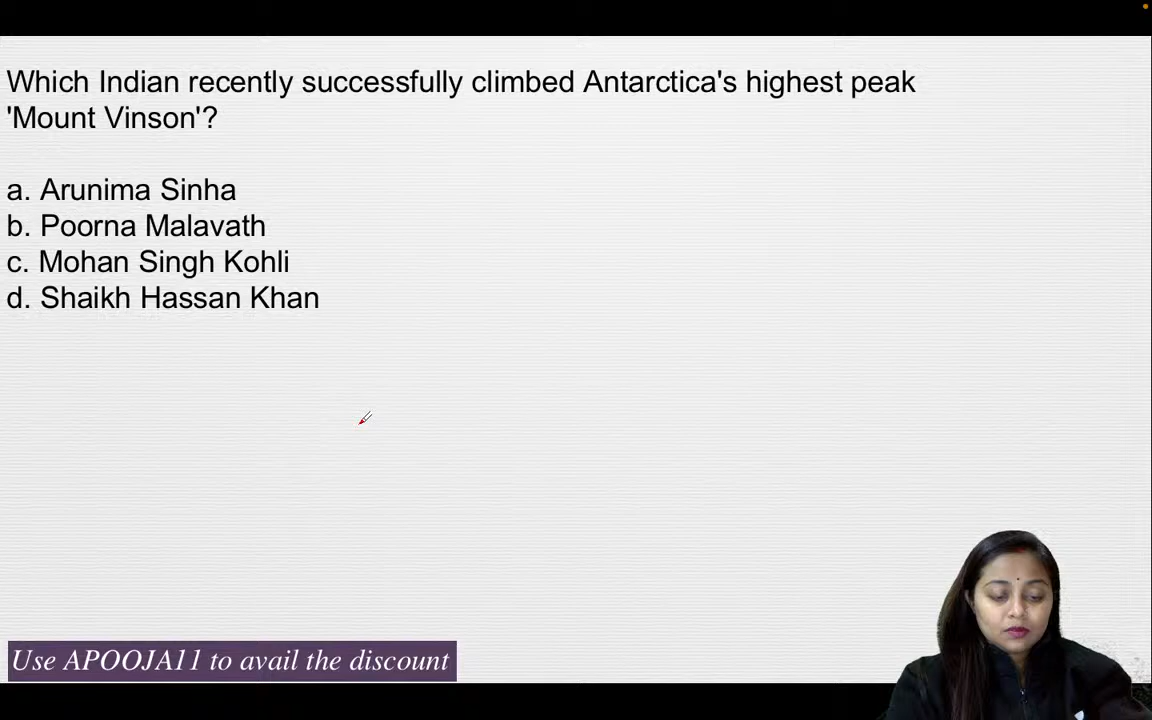 Which Indian recently successfully climbed Antarctica's highest peak
'Mount Vinson'?
a. Arunima Sinha
b. Poorna Malavath
c. Mohan Singh Kohli
d. Shaikh Hassan Khan
Use APOOJA11 to avail the discount